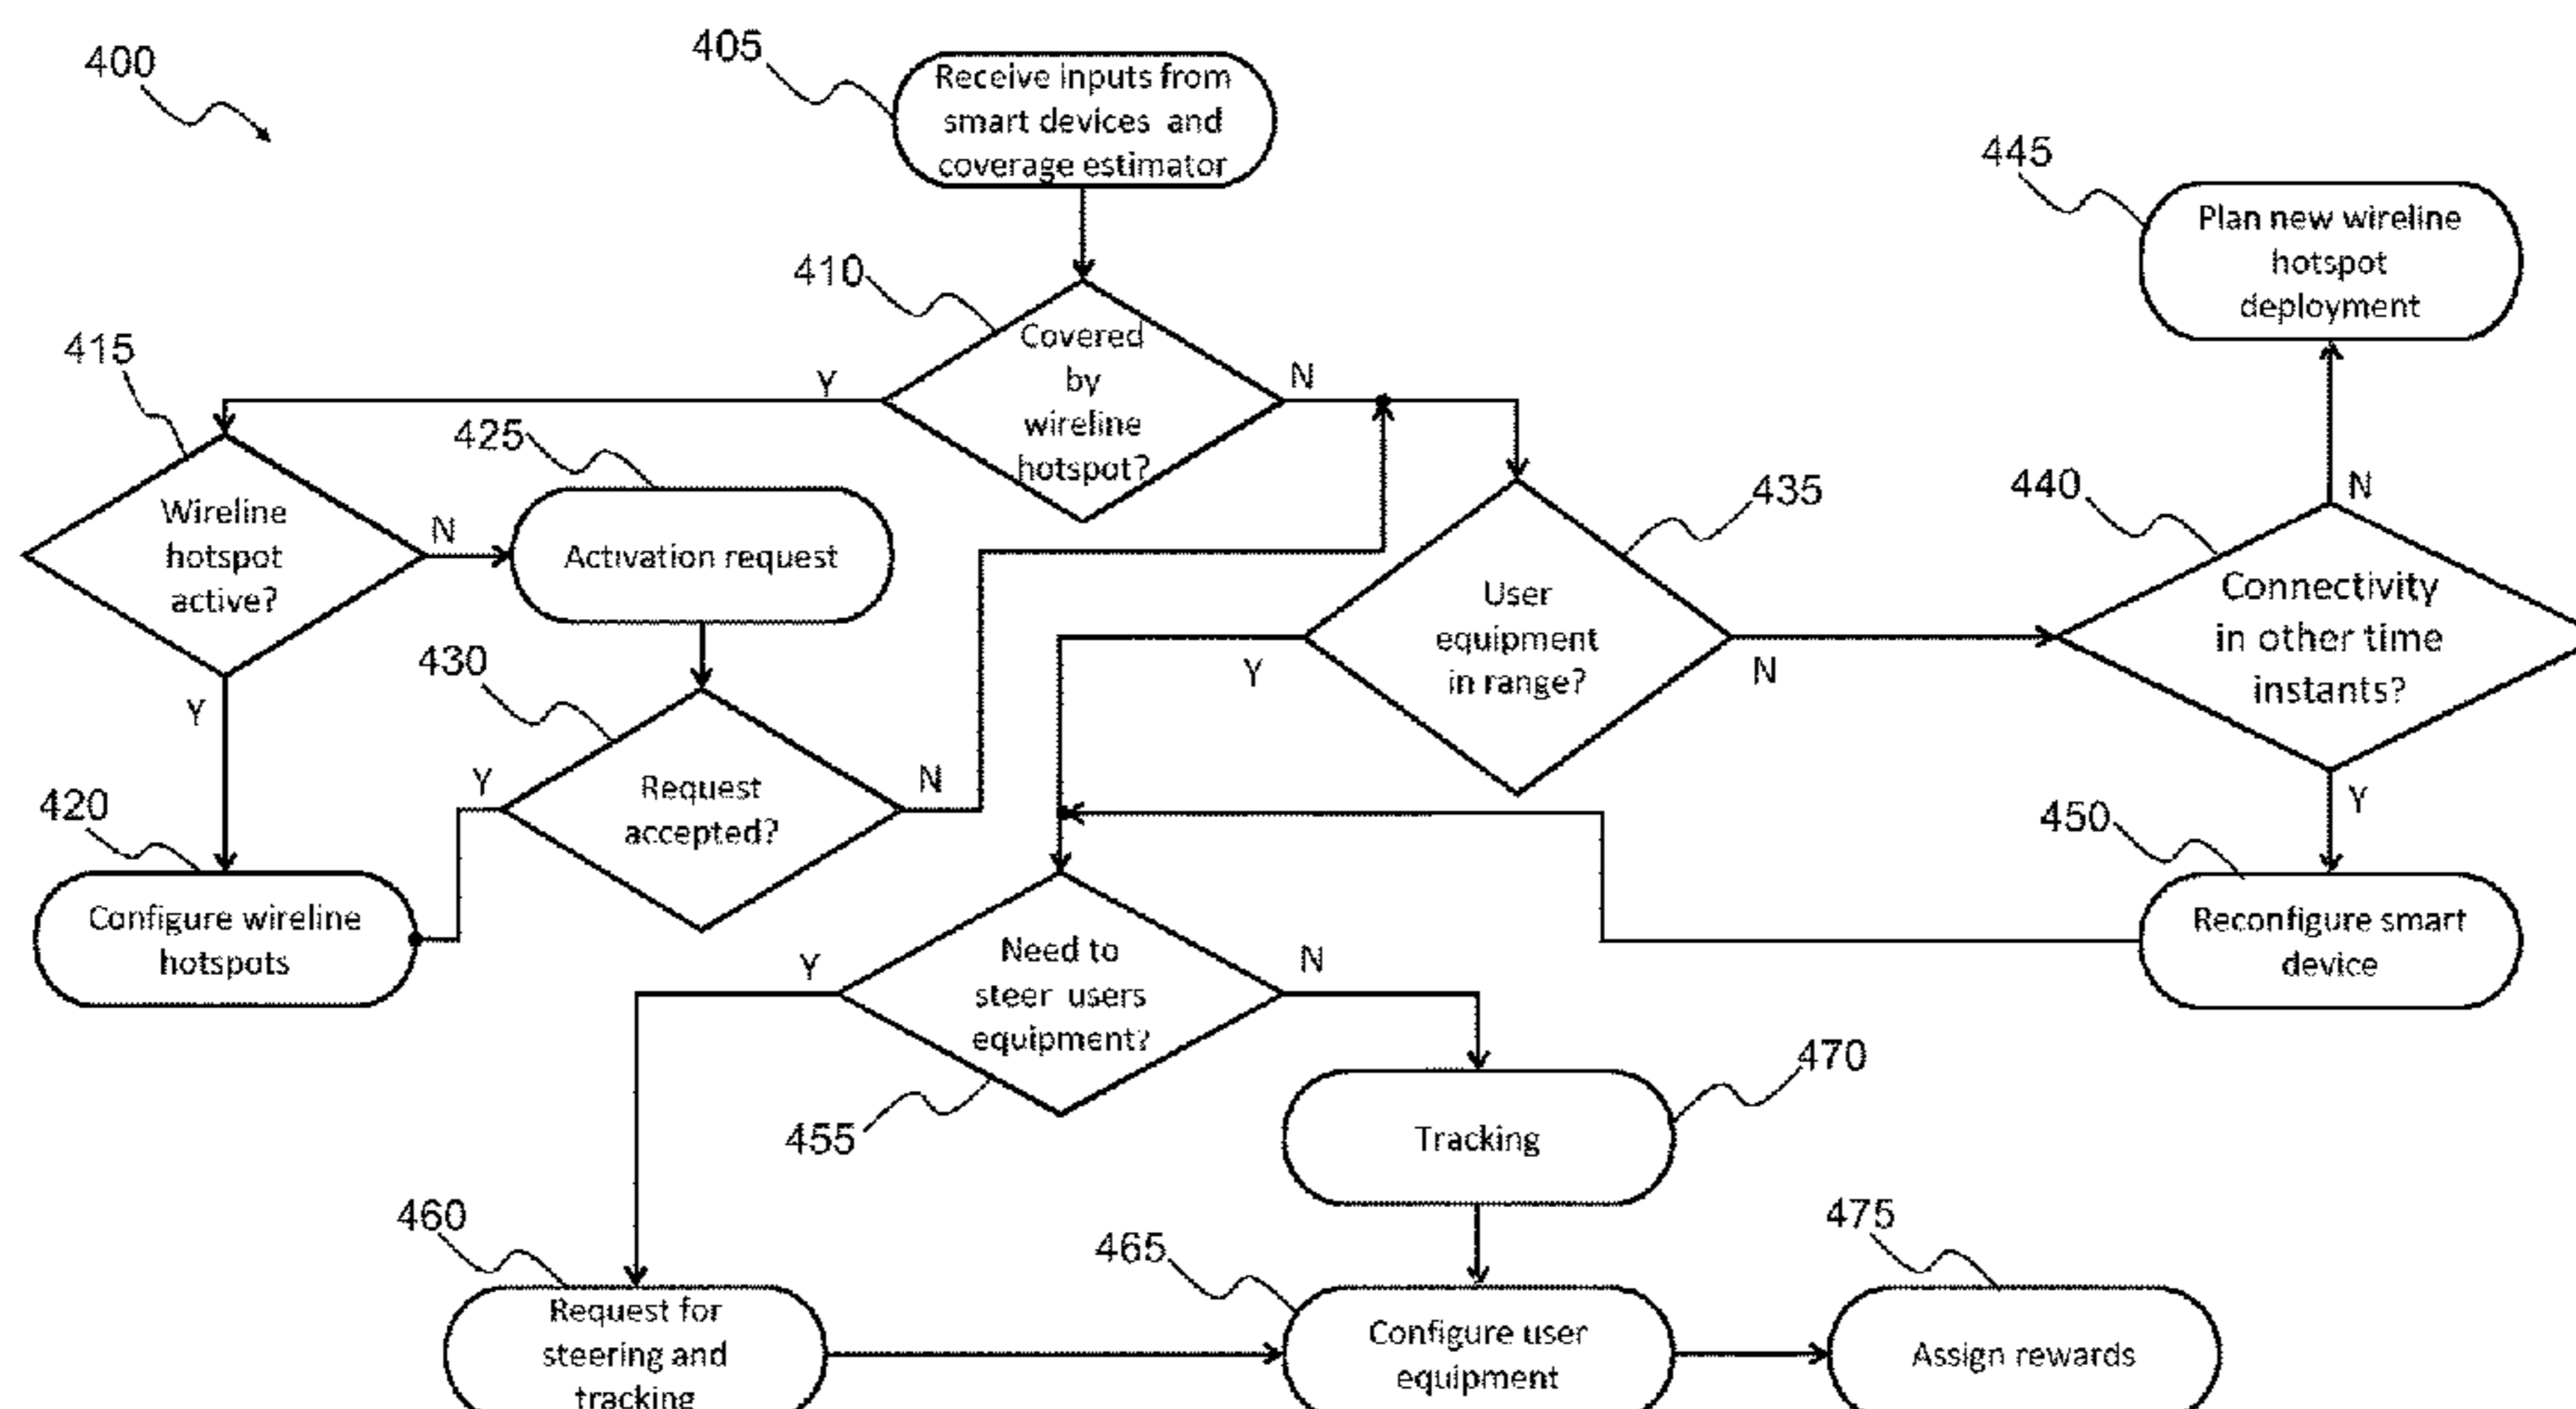 400
405
Receive inputs from
smart devices and
coverage estimator
410
Covered
by
wireline
hotspot?
Y
N
415
Wireline
hotspot
active?
N
Y
425
Activation request
430
Request
accepted?
Y
N
420
Configure wireline
hotspots
435
User
equipment
in range?
Y
N
440
Connectivity
in other time
instants?
N
Y
445
Plan new wireline
hotspot
deployment
450
Reconfigure smart
device
455
Need to
steer users
equipment?
Y
N
470
Tracking
460
Request for
steering and
tracking
465
Configure user
equipment
475
Assign rewards